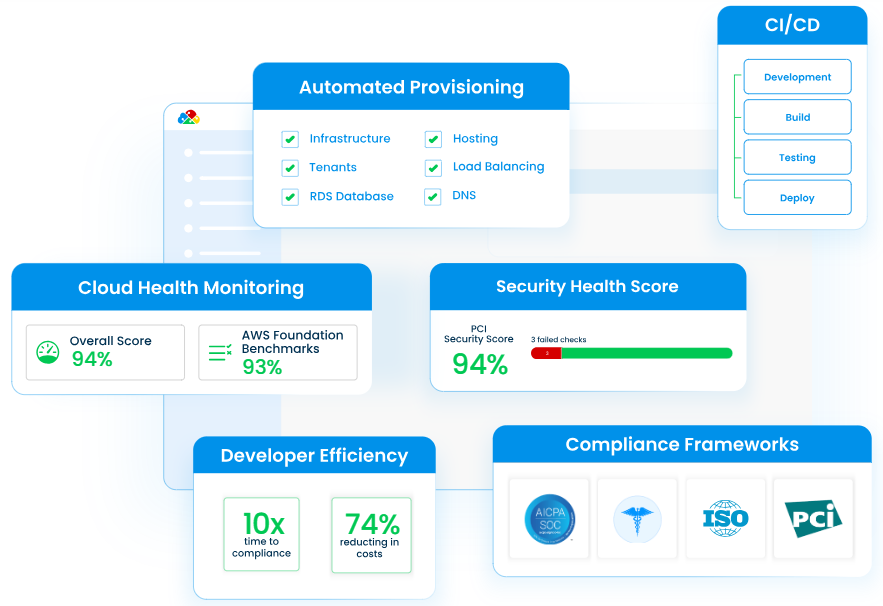 CI/CD
Development
Build
Testing
Deploy
Automated Provisioning
Infrastructure
Hosting
Tenants
Load Balancing
RDS Database
DNS
Cloud Health Monitoring
Overall Score
94%
AWS Foundation
Benchmarks
93%
Security Health Score
PCI
Security Score
94%
3 failed checks
3
Developer Efficiency
10x
time to
compliance
74%
reducting in
costs
Compliance Frameworks
AICPA
SOC
ISO
PCi